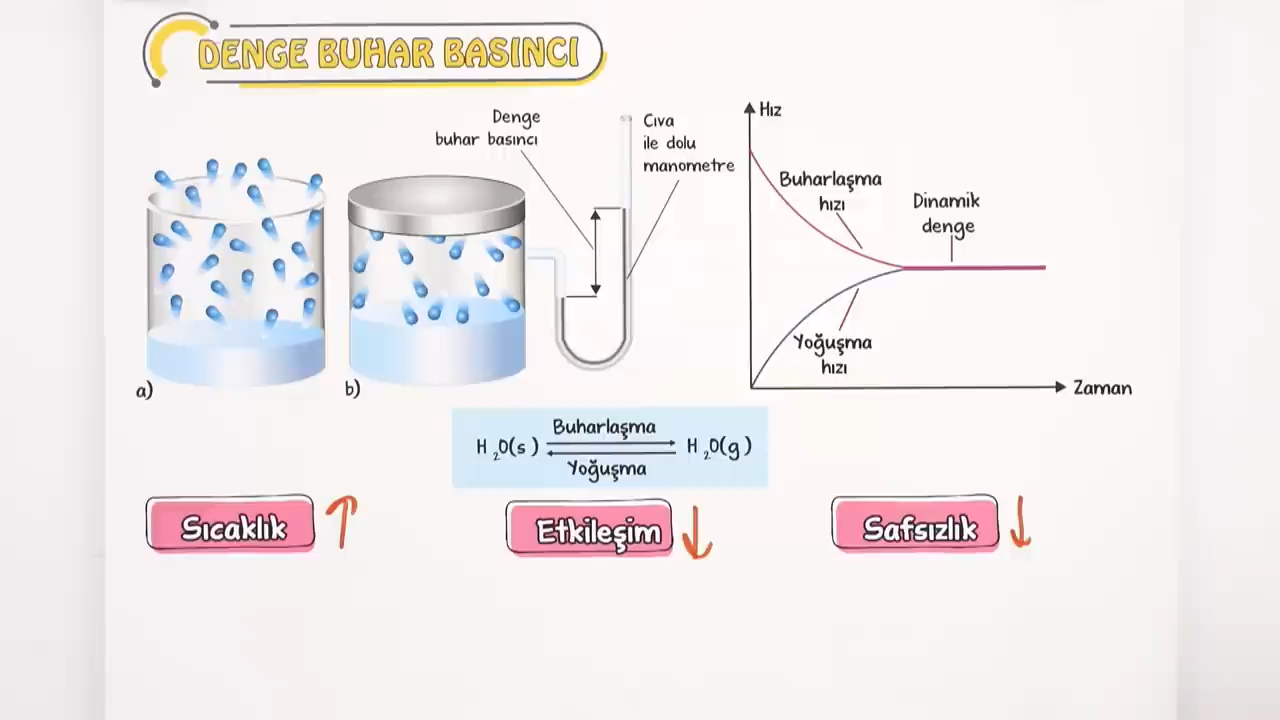 DENGE BUHAR BASINCI
Denge
buhar basıncı
Cıva
ile dolu
manometre
a)
b)
Hız
Buharlaşma
hızı
Dinamik
denge
Yoğuşma
hızı
Zaman
Buharlaşma
H₂O(s) H₂O(g)
Yoğuşma
Sıcaklık ↑
Etkileşim ↓
Safsızlık ↓